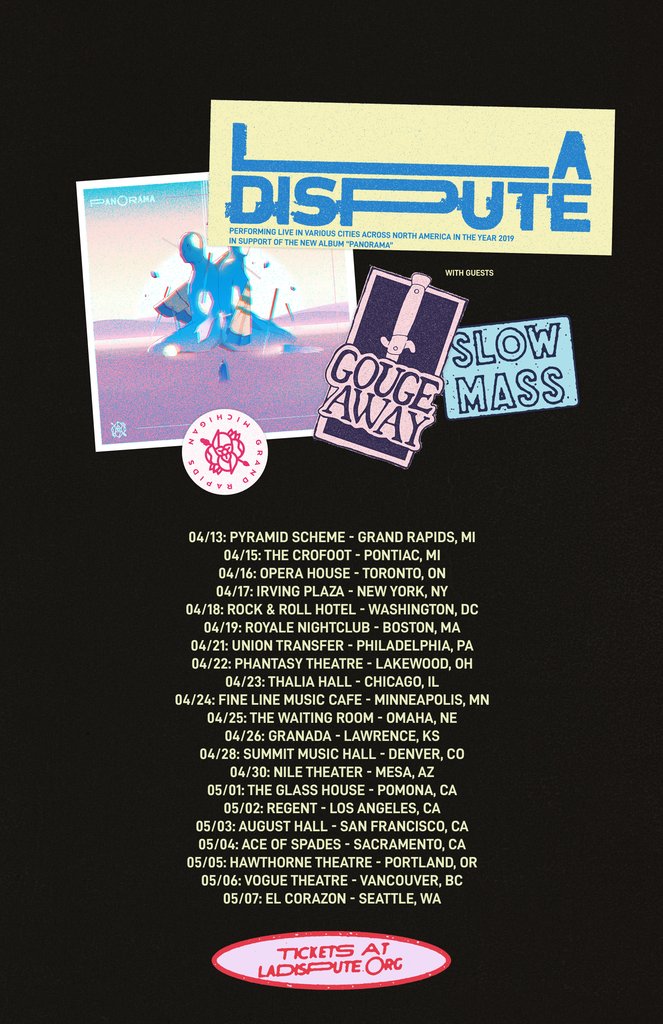 LA
DISPUTE
PERFORMING LIVE IN VARIOUS CITIES ACROSS NORTH AMERICA IN THE YEAR 2019
IN SUPPORT OF THE NEW ALBUM "PANORAMA"
PANORAMA
WITH GUESTS
GOUGE
AWAY
SLOW
MASS
GRAND RAPIDS
MICHIGAN
04/13: PYRAMID SCHEME - GRAND RAPIDS, MI
04/15: THE CROFOOT - PONTIAC, MI
04/16: OPERA HOUSE - TORONTO, ON
04/17: IRVING PLAZA - NEW YORK, NY
04/18: ROCK & ROLL HOTEL - WASHINGTON, DC
04/19: ROYALE NIGHTCLUB - BOSTON, MA
04/21: UNION TRANSFER - PHILADELPHIA, PA
04/22: PHANTASY THEATRE - LAKEWOOD, OH
04/23: THALIA HALL - CHICAGO, IL
04/24: FINE LINE MUSIC CAFE - MINNEAPOLIS, MN
04/25: THE WAITING ROOM - OMAHA, NE
04/26: GRANADA - LAWRENCE, KS
04/28: SUMMIT MUSIC HALL - DENVER, CO
04/30: NILE THEATER - MESA, AZ
05/01: THE GLASS HOUSE - POMONA, CA
05/02: REGENT - LOS ANGELES, CA
05/03: AUGUST HALL - SAN FRANCISCO, CA
05/04: ACE OF SPADES - SACRAMENTO, CA
05/05: HAWTHORNE THEATRE - PORTLAND, OR
05/06: VOGUE THEATRE - VANCOUVER, BC
05/07: EL CORAZON - SEATTLE, WA
TICKETS AT
LADISPUTE.ORG